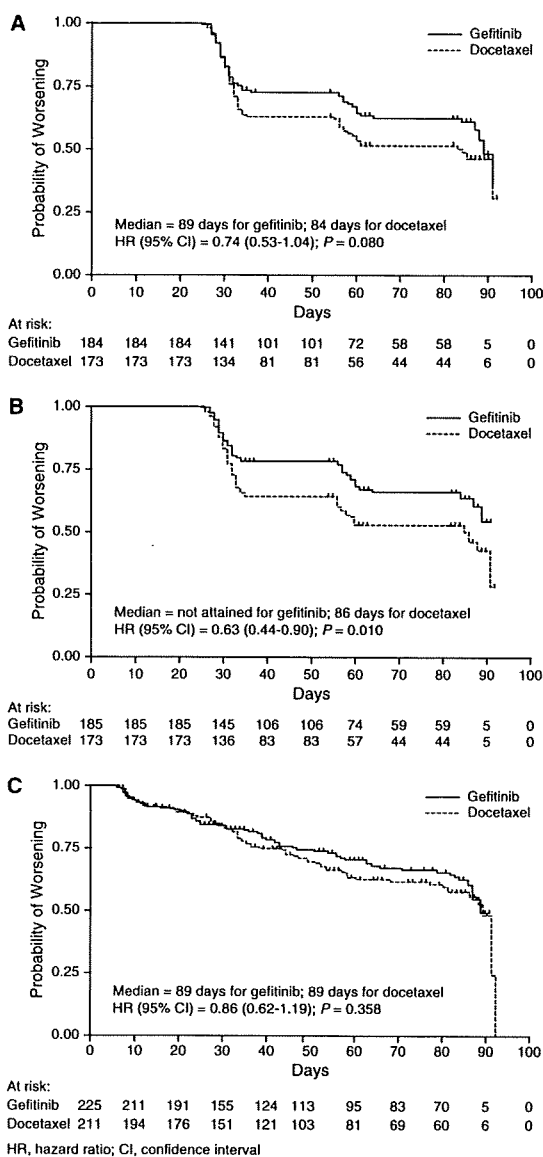 A
Gefitinib
Docetaxel
1.00
0.75
0.50
0.25
0.00
Probability of Worsening
Median = 89 days for gefitinib; 84 days for docetaxel
HR (95% CI) = 0.74 (0.53-1.04); P = 0.080
0 10 20 30 40 50 60 70 80 90 100
Days
At risk:
Gefitinib 184 184 184 141 101 101 72 58 58 5 0
Docetaxel 173 173 173 134 81 81 56 44 44 6 0
B
Gefitinib
Docetaxel
1.00
0.75
0.50
0.25
0.00
Probability of Worsening
Median = not attained for gefitinib; 86 days for docetaxel
HR (95% CI) = 0.63 (0.44-0.90); P = 0.010
0 10 20 30 40 50 60 70 80 90 100
Days
At risk:
Gefitinib 185 185 185 145 106 106 74 59 59 5 0
Docetaxel 173 173 173 136 83 83 57 44 44 5 0
C
Gefitinib
Docetaxel
1.00
0.75
0.50
0.25
0.00
Probability of Worsening
Median = 89 days for gefitinib; 89 days for docetaxel
HR (95% CI) = 0.86 (0.62-1.19); P = 0.358
0 10 20 30 40 50 60 70 80 90 100
Days
At risk:
Gefitinib 225 211 191 155 124 113 95 83 70 5 0
Docetaxel 211 194 176 151 121 103 81 69 60 6 0
HR, hazard ratio; CI, confidence interval